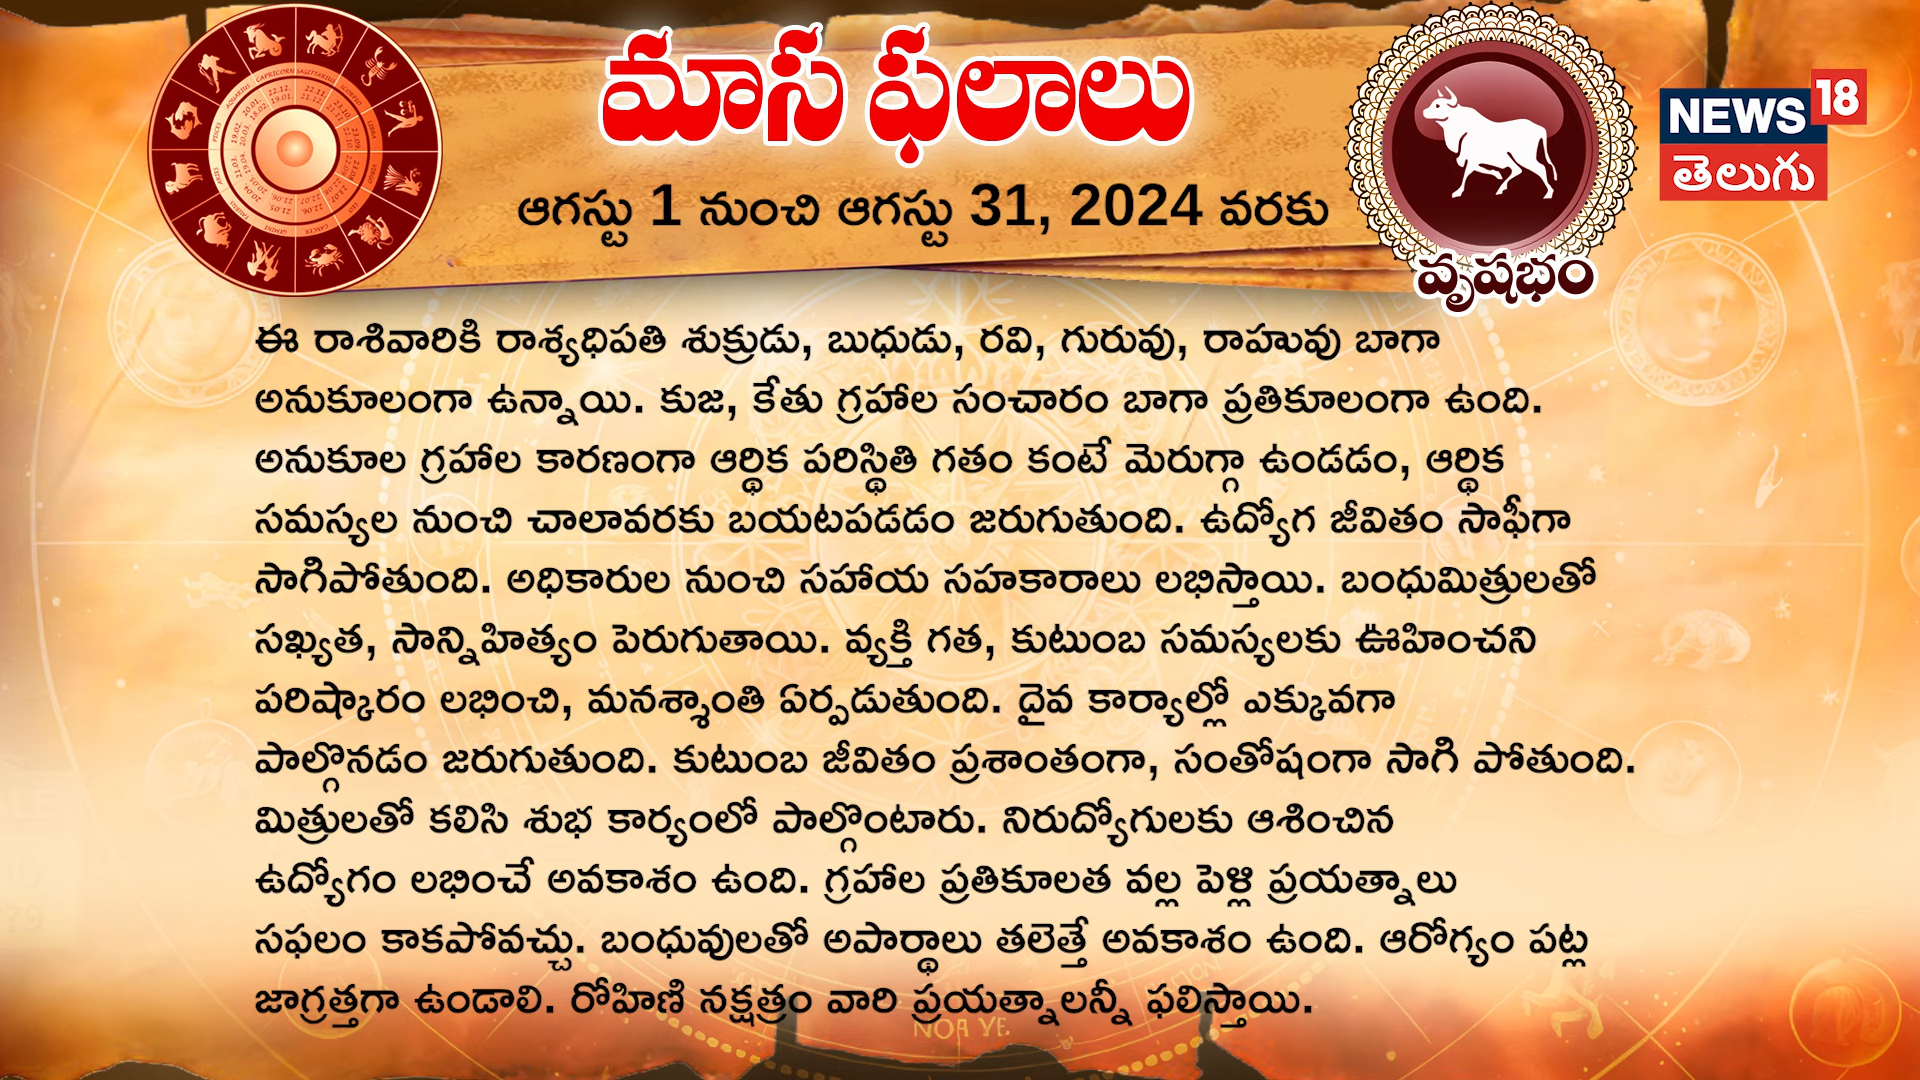 మాస ఫలాలు
ఆగస్టు 1 నుంచి ఆగస్టు 31, 2024 వరకు
NEWS 18
తెలుగు
వృషభం
ఈ రాశివారికి రాశ్యధిపతి శుక్రుడు, బుధుడు, రవి, గురువు, రాహువు బాగా
అనుకూలంగా ఉన్నాయి. కుజ, కేతు గ్రహాల సంచారం బాగా ప్రతికూలంగా ఉంది.
అనుకూల గ్రహాల కారణంగా ఆర్థిక పరిస్థితి గతం కంటే మెరుగ్గా ఉండడం, ఆర్థిక
సమస్యల నుంచి చాలావరకు బయటపడడం జరుగుతుంది. ఉద్యోగ జీవితం సాఫీగా
సాగిపోతుంది. అధికారుల నుంచి సహాయ సహకారాలు లభిస్తాయి. బంధుమిత్రులతో
సఖ్యత, సాన్నిహిత్యం పెరుగుతాయి. వ్యక్తి గత, కుటుంబ సమస్యలకు ఊహించని
పరిష్కారం లభించి, మనశ్శాంతి ఏర్పడుతుంది. దైవ కార్యాల్లో ఎక్కువగా
పాల్గొనడం జరుగుతుంది. కుటుంబ జీవితం ప్రశాంతంగా, సంతోషంగా సాగి పోతుంది.
మిత్రులతో కలిసి శుభ కార్యంలో పాల్గొంటారు. నిరుద్యోగులకు ఆశించిన
ఉద్యోగం లభించే అవకాశం ఉంది. గ్రహాల ప్రతికూలత వల్ల పెళ్లి ప్రయత్నాలు
సఫలం కాకపోవచ్చు. బంధువులతో అపార్థాలు తలెత్తే అవకాశం ఉంది. ఆరోగ్యం పట్ల
జాగ్రత్తగా ఉండాలి. రోహిణి నక్షత్రం వారి ప్రయత్నాలన్నీ ఫలిస్తాయి.